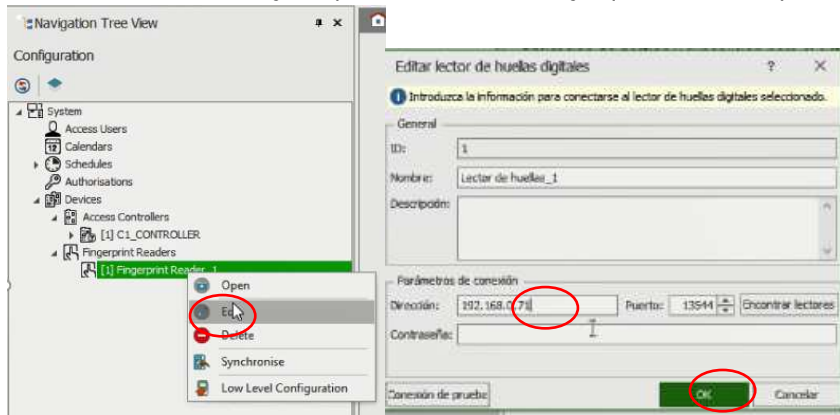 Navigation Tree View
Configuration
System
Access Users
Calendars
Schedules
Authorisations
Devices
Access Controllers
[1] C1_CONTROLLER
Fingerprint Readers
[1] Fingerprint Reader_1
Open
Edit
Delete
Synchronise
Low Level Configuration
Editar lector de huellas digitales
Introduzca la información para conectarse al lector de huellas digitales seleccionado.
General
ID: 1
Nombre: Lector de huellas_1
Descripción:
Parámetros de conexión
Dirección: 192.168.0.71 Puerto: 13544 Encontrar lectores
Contraseña:
Conexión de prueba OK Cancelar